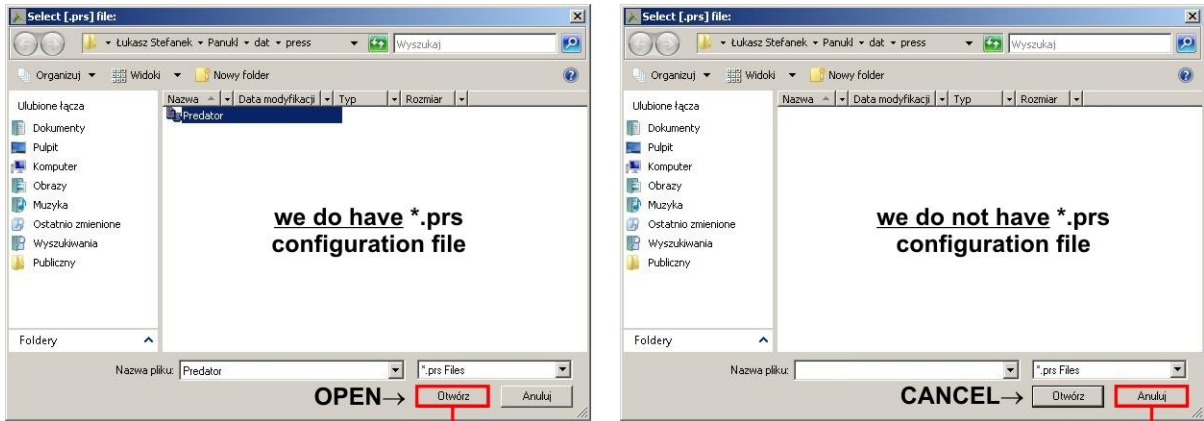 Select [.prs] file:
Łukasz Stefanek Panukl dat press Wyszukaj
Organizuj Widoki Nowy folder
Ulubione łącza
Dokumenty
Pulpit
Komputer
Obrazy
Muzyka
Ostatnio zmienione
Wyszukiwania
Publiczny
Foldery
Nazwa Data modyfikacji Typ Rozmiar
Predator
we do have *.prs
configuration file
Nazwa pliku: Predator *.prs Files
OPEN→ Otwórz Anuluj
Select [.prs] file:
Łukasz Stefanek Panukl dat press Wyszukaj
Organizuj Widoki Nowy folder
Ulubione łącza
Dokumenty
Pulpit
Komputer
Obrazy
Muzyka
Ostatnio zmienione
Wyszukiwania
Publiczny
Foldery
Nazwa Data modyfikacji Typ Rozmiar
we do not have *.prs
configuration file
Nazwa pliku: *.prs Files
CANCEL→ Otwórz Anuluj